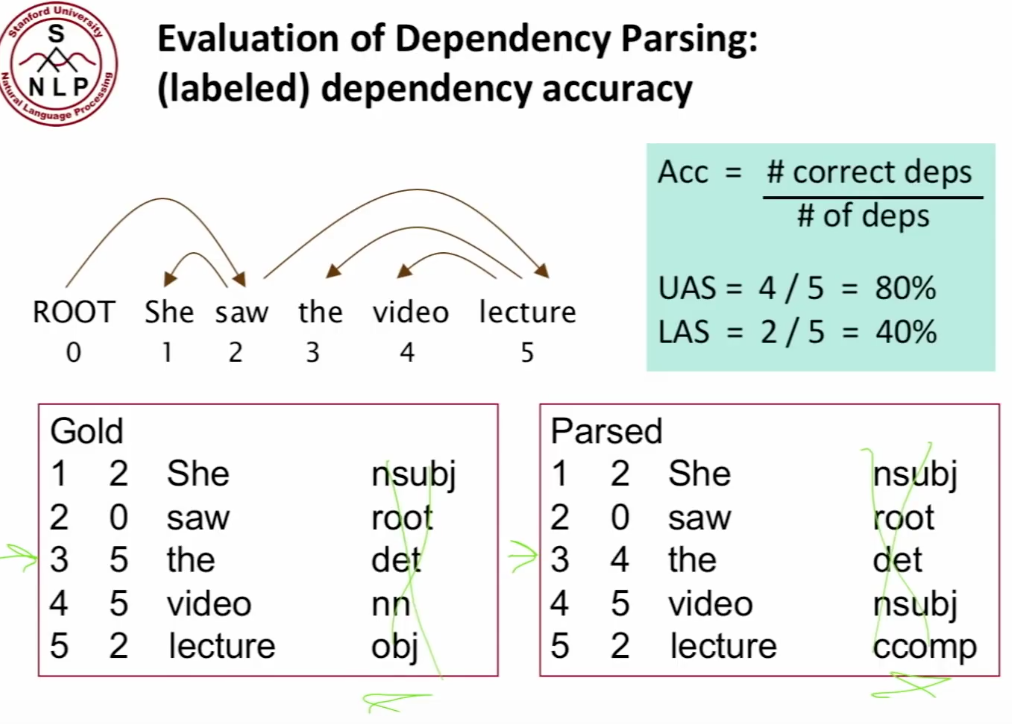 Stanford University
S
N L P
Natural Language Processing
Evaluation of Dependency Parsing:
(labeled) dependency accuracy
Acc = # correct deps
# of deps
UAS = 4 / 5 = 80%
LAS = 2 / 5 = 40%
ROOT She saw the video lecture
0 1 2 3 4 5
Gold
1 2 She nsubj
2 0 saw root
3 5 the det
4 5 video nn
5 2 lecture obj
Parsed
1 2 She nsubj
2 0 saw root
3 4 the det
4 5 video nsubj
5 2 lecture ccomp